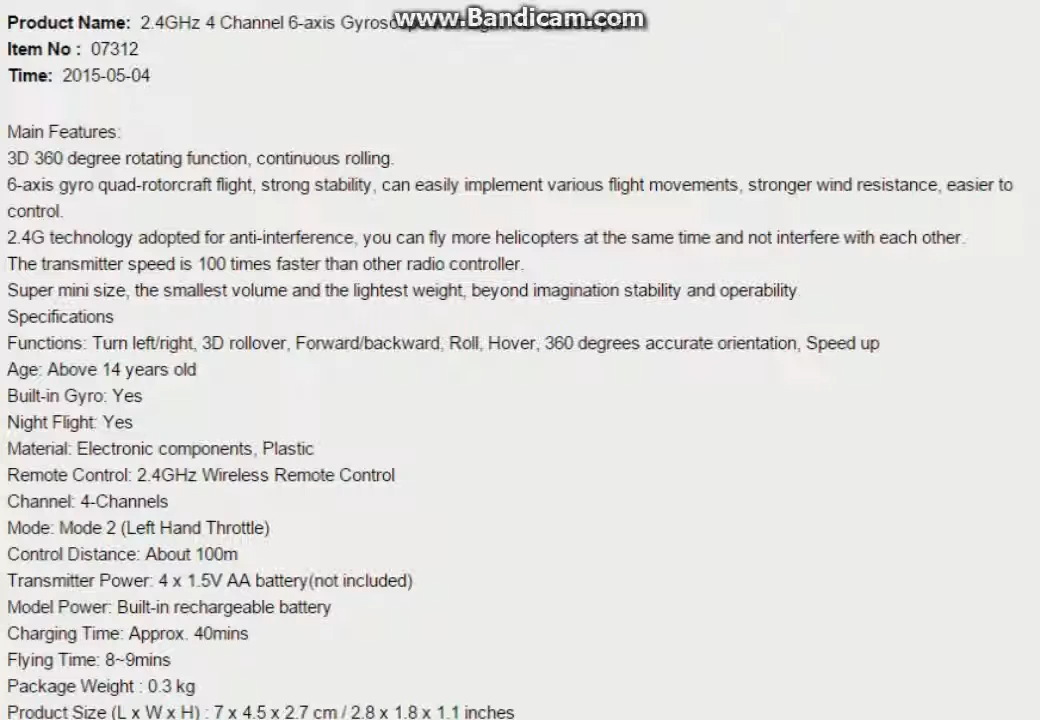 www.Bandicam.com
Product Name: 2.4GHz 4 Channel 6-axis
Item No : 07312
Time: 2015-05-04
Main Features:
3D 360 degree rotating function, continuous rolling.
6-axis gyro quad-rotorcraft flight, strong stability, can easily implement various flight movements, stronger wind resistance, easier to
control.
2.4G technology adopted for anti-interference, you can fly more helicopters at the same time and not interfere with each other.
The transmitter speed is 100 times faster than other radio controller.
Super mini size, the smallest volume and the lightest weight, beyond imagination stability and operability
Specifications
Functions: Turn left/right, 3D rollover, Forward/backward, Roll, Hover, 360 degrees accurate orientation, Speed up
Age: Above 14 years old
Built-in Gyro: Yes
Night Flight: Yes
Material: Electronic components, Plastic
Remote Control: 2.4GHz Wireless Remote Control
Channel: 4-Channels
Mode: Mode 2 (Left Hand Throttle)
Control Distance: About 100m
Transmitter Power: 4 x 1.5V AA battery(not included)
Model Power: Built-in rechargeable battery
Charging Time: Approx. 40mins
Flying Time: 8~9mins
Package Weight : 0.3 kg
Product Size (L x W x H) : 7 x 4.5 x 2.7 cm / 2.8 x 1.8 x 1.1 inches